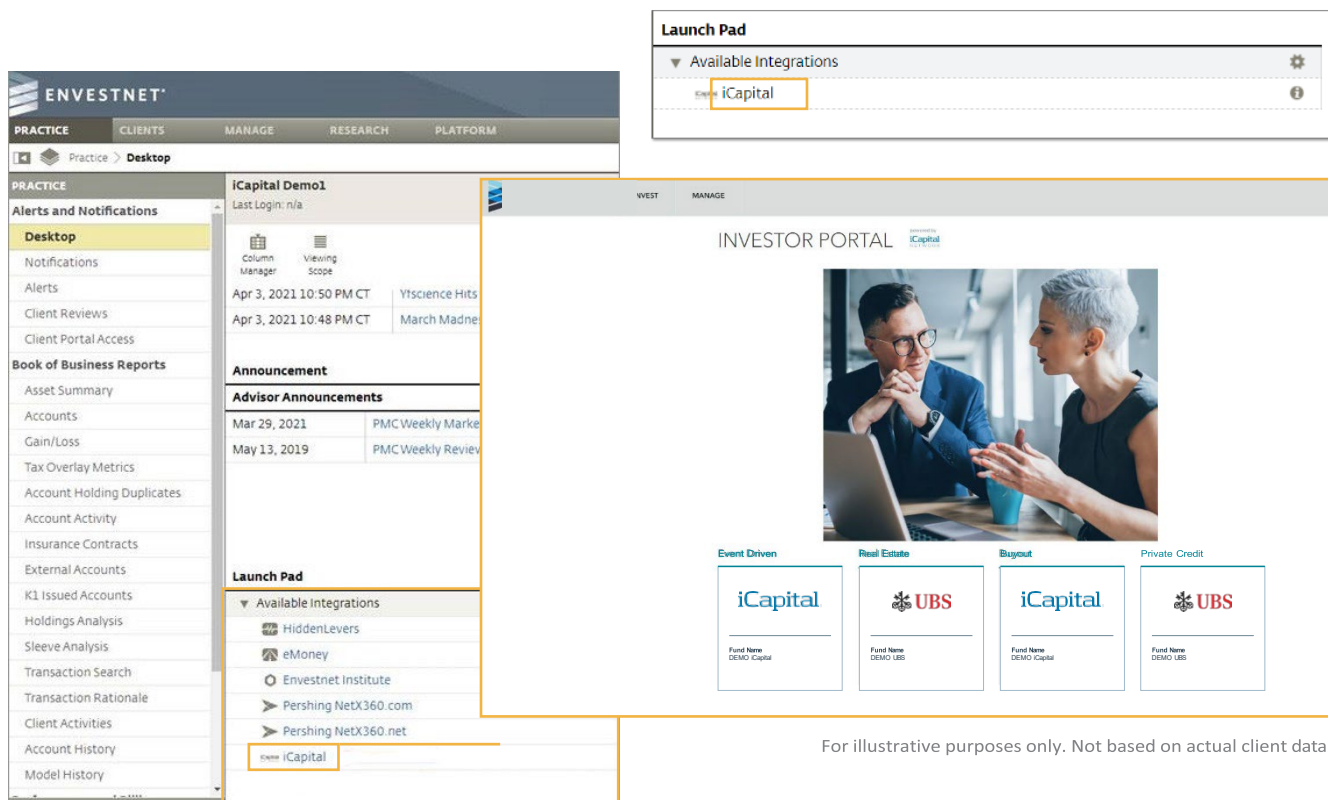 Launch Pad
Available Integrations
iCapital
ENVESTNET
PRACTICE CLIENTS MANAGE RESEARCH PLATFORM
Practice > Desktop
PRACTICE
Alerts and Notifications
Desktop
Notifications
Alerts
Client Reviews
Client Portal Access
Book of Business Reports
Asset Summary
Accounts
Gain/Loss
Tax Overlay Metrics
Account Holding Duplicates
Account Activity
Insurance Contracts
External Accounts
K1 Issued Accounts
Holdings Analysis
Sleeve Analysis
Transaction Search
Transaction Rationale
Client Activities
Account History
Model History
iCapital Demo1
Last Login: n/a
Column Manager
Viewing Scope
Apr 3, 2021 10:50 PM CT Yfscience Hits
Apr 3, 2021 10:48 PM CT March Madne
Announcement
Advisor Announcements
Mar 29, 2021 PMC Weekly Marke
May 13, 2019 PMC Weekly Review
Launch Pad
Available Integrations
HiddenLevers
eMoney
Envestnet Institute
Pershing NetX360.com
Pershing NetX360.net
iCapital
NVEST MANAGE
INVESTOR PORTAL iCapital
Event Driven Real Estate Buyout Private Credit
iCapital UBS iCapital UBS
Fund Name Fund Name Fund Name Fund Name
DEMO iCapital DEMO UBS DEMO iCapital DEMO UBS
For illustrative purposes only. Not based on actual client data